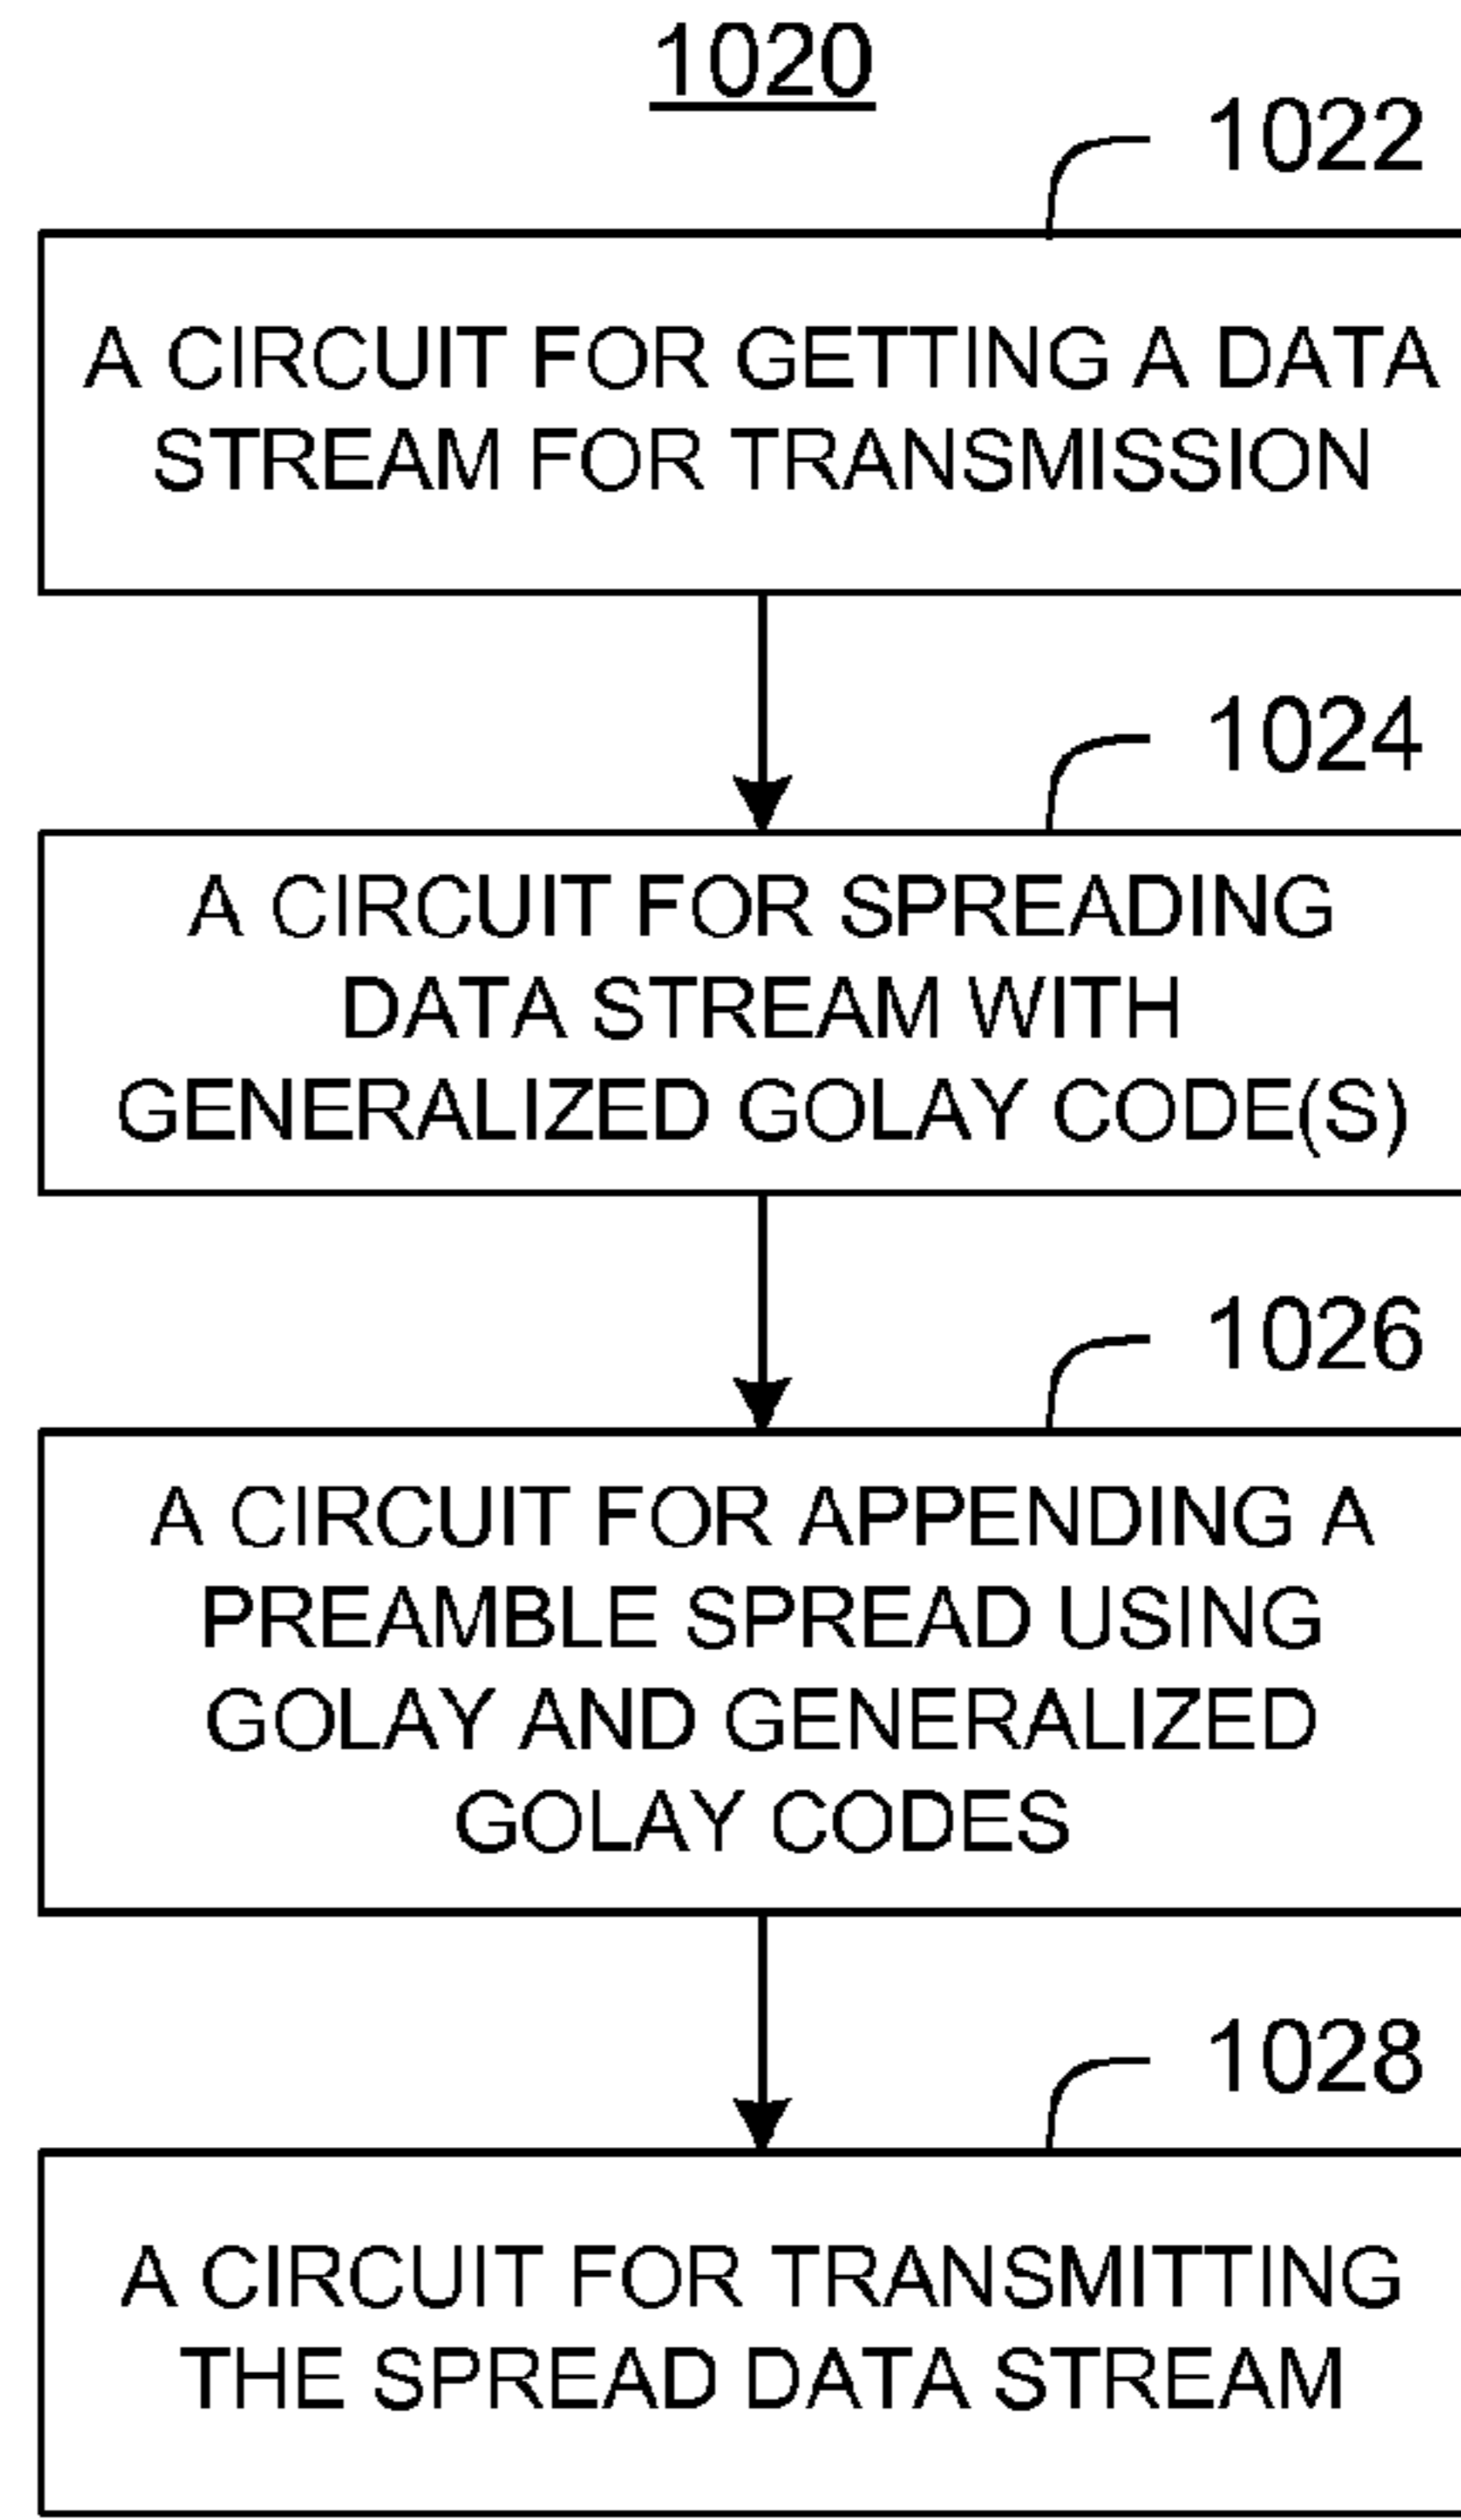 1020
1022
A CIRCUIT FOR GETTING A DATA
STREAM FOR TRANSMISSION
1024
A CIRCUIT FOR SPREADING
DATA STREAM WITH
GENERALIZED GOLAY CODE(S)
1026
A CIRCUIT FOR APPENDING A
PREAMBLE SPREAD USING
GOLAY AND GENERALIZED
GOLAY CODES
1028
A CIRCUIT FOR TRANSMITTING
THE SPREAD DATA STREAM